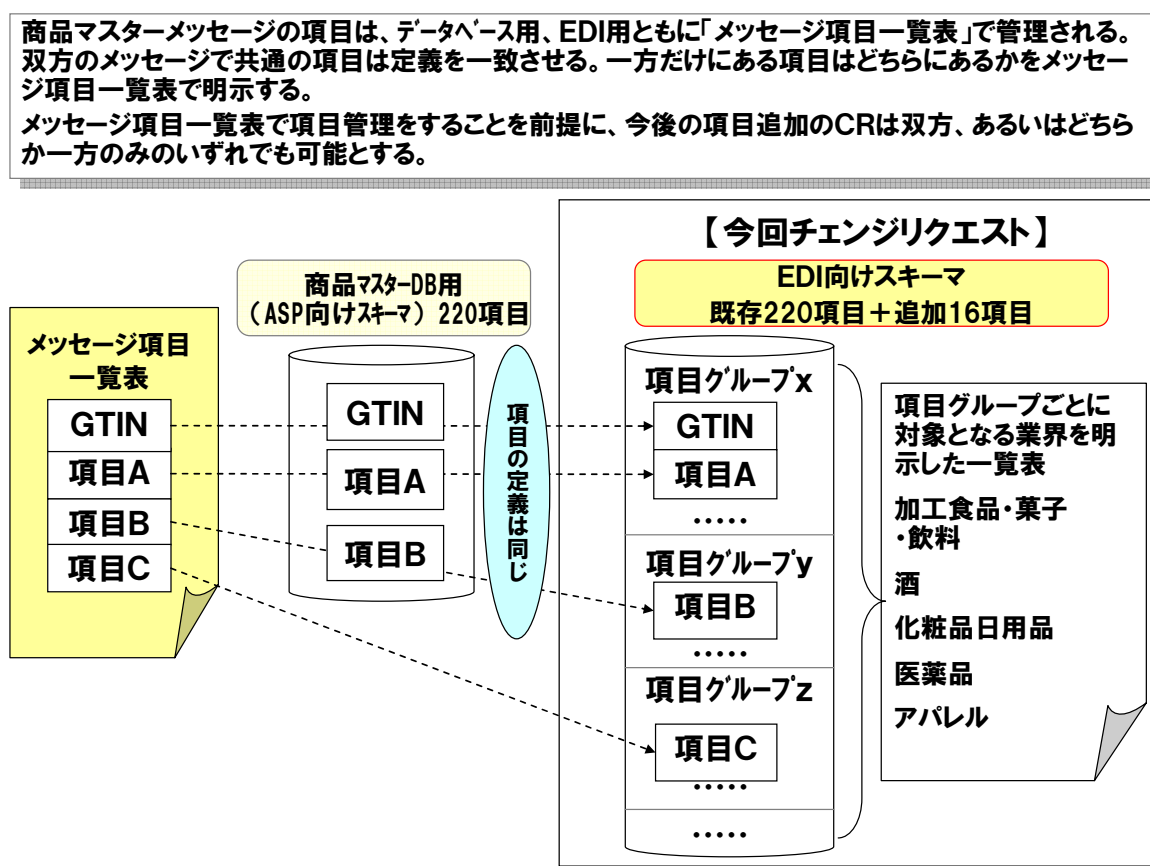 商品マスターメッセージの項目は、データベース用、EDI用ともに「メッセージ項目一覧表」で管理される。
双方のメッセージで共通の項目は定義を一致させる。一方だけにある項目はどちらにあるかをメッセー
ジ項目一覧表で明示する。
メッセージ項目一覧表で項目管理をすることを前提に、今後の項目追加のCRは双方、あるいはどちら
か一方のみのいずれでも可能とする。
【今回チェンジリクエスト】
商品マスターDB用
(ASP向けスキーマ) 220項目
EDI向けスキーマ
既存220項目+追加16項目
メッセージ項目
一覧表
GTIN
項目A
項目B
項目C
GTIN
項目A
項目B
項目の定義は同じ
項目グループx
GTIN
項目A
・・・・・
項目グループy
項目B
・・・・・
項目グループz
項目C
・・・・・
・・・・・
項目グループごとに
対象となる業界を明
示した一覧表
加工食品・菓子
・飲料
酒
化粧品日用品
医薬品
アパレル